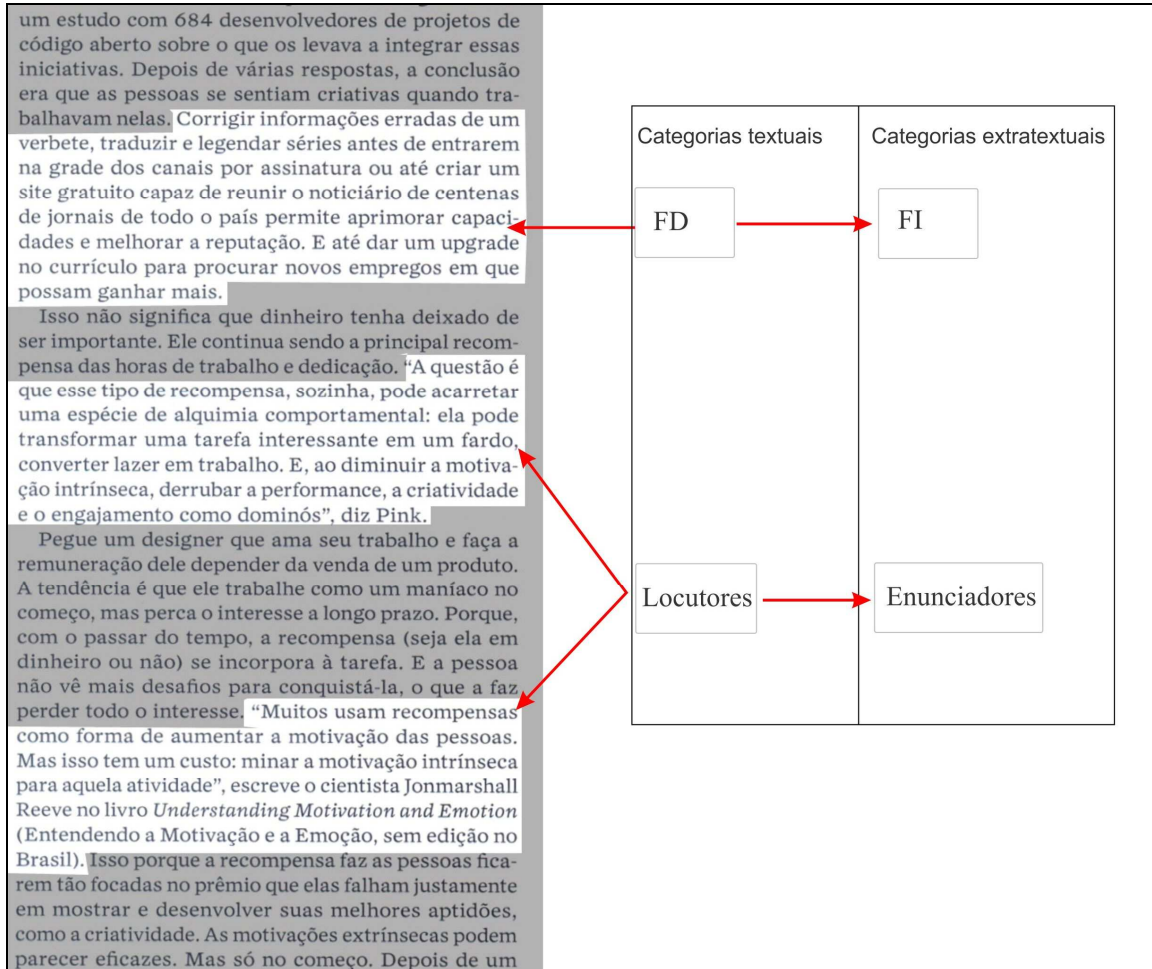 um estudo com 684 desenvolvedores de projetos de
código aberto sobre o que os levava a integrar essas
iniciativas. Depois de várias respostas, a conclusão
era que as pessoas se sentiam criativas quando tra-
balhavam nelas. Corrigir informações erradas de um
verbete, traduzir e legendar séries antes de entrarem
na grade dos canais por assinatura ou até criar um
site gratuito capaz de reunir o noticiário de centenas
de jornais de todo o país permite aprimorar capaci-
dades e melhorar a reputação. E até dar um upgrade
no currículo para procurar novos empregos em que
possam ganhar mais.
Isso não significa que dinheiro tenha deixado de
ser importante. Ele continua sendo a principal recom-
pensa das horas de trabalho e dedicação. “A questão é
que esse tipo de recompensa, sozinha, pode acarretar
uma espécie de alquimia comportamental: ela pode
transformar uma tarefa interessante em um fardo,
converter lazer em trabalho. E, ao diminuir a motiva-
ção intrínseca, derrubar a performance, a criatividade
e o engajamento como dominós”, diz Pink.
Pegue um designer que ama seu trabalho e faça a
remuneração dele depender da venda de um produto.
A tendência é que ele trabalhe como um maníaco no
começo, mas perca o interesse a longo prazo. Porque,
com o passar do tempo, a recompensa (seja ela em
dinheiro ou não) se incorpora à tarefa. E a pessoa
não vê mais desafios para conquistá-la, o que a faz
perder todo o interesse. “Muitos usam recompensas
como forma de aumentar a motivação das pessoas.
Mas isso tem um custo: minar a motivação intrínseca
para aquela atividade”, escreve o cientista Jonmarshall
Reeve no livro Understanding Motivation and Emotion
(Entendendo a Motivação e a Emoção, sem edição no
Brasil). Isso porque a recompensa faz as pessoas fica-
rem tão focadas no prêmio que elas falham justamente
em mostrar e desenvolver suas melhores aptidões,
como a criatividade. As motivações extrínsecas podem
parecer eficazes. Mas só no começo. Depois de um
Categorias textuais
Categorias extratextuais
FD
FI
Locutores
Enunciadores